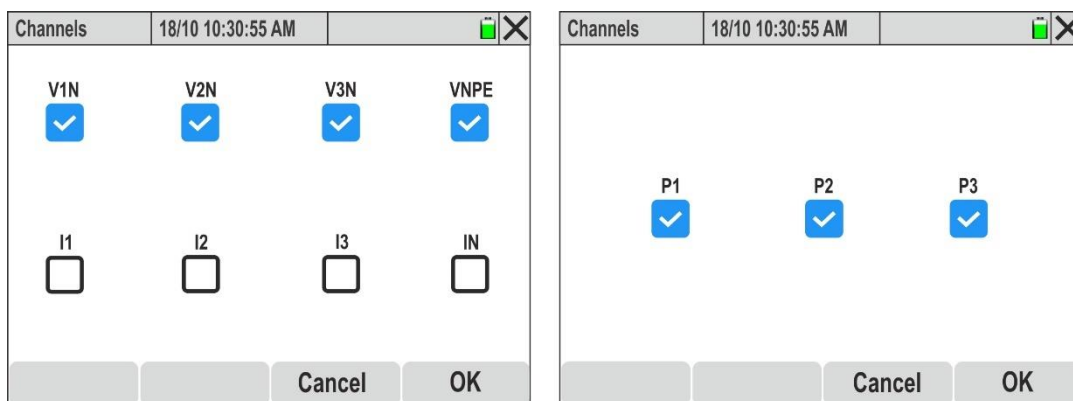 Channels 18/10 10:30:55 AM
V1N V2N V3N VNPE
I1 I2 I3 IN
Cancel OK
Channels 18/10 10:30:55 AM
P1 P2 P3
Cancel OK